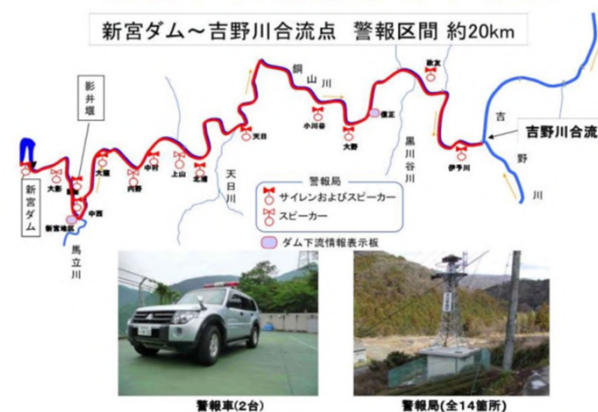 新宮ダム～吉野川合流点 警報区間 約20km
影井堰
銅山川
政友
小川谷
大野
信正
黒川谷川
伊予川
吉野川
吉野川合流
天日
天日川
北浦
上山
中村
内野
大影
新宮ダム
新宮地区
中西
馬立川
警報局
サイレンおよびスピーカー
スピーカー
ダム下流情報表示板
警報車(2台)
警報局(全14箇所)